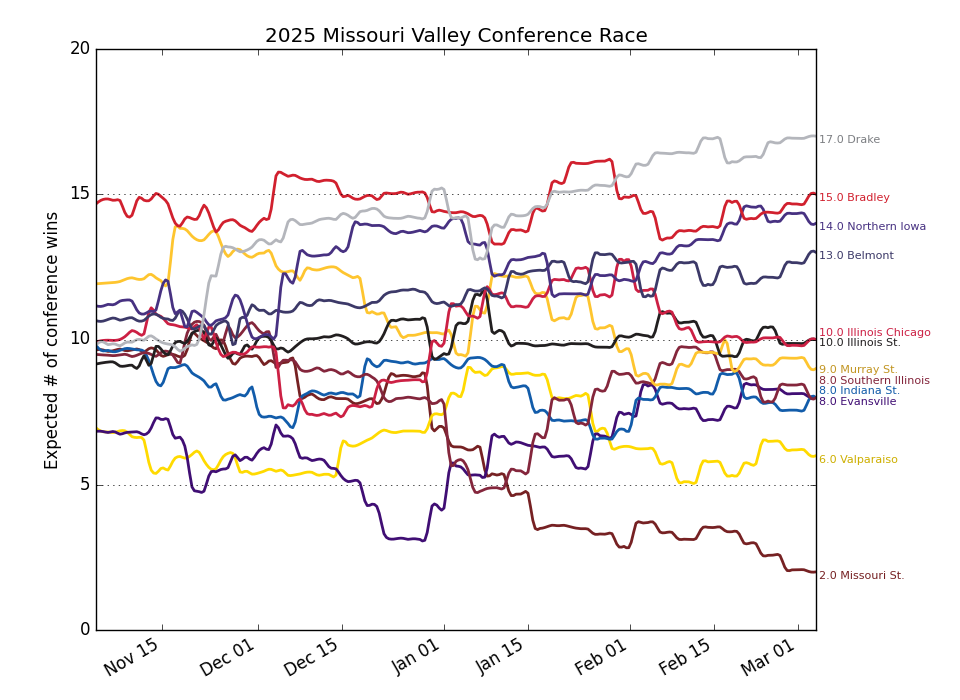 2025 Missouri Valley Conference Race
Expected # of conference wins
20
15
10
5
0
17.0 Drake
15.0 Bradley
14.0 Northern Iowa
13.0 Belmont
10.0 Illinois Chicago
10.0 Illinois St.
9.0 Murray St.
8.0 Southern Illinois
8.0 Indiana St.
8.0 Evansville
6.0 Valparaiso
2.0 Missouri St.
Nov 15
Dec 01
Dec 15
Jan 01
Jan 15
Feb 01
Feb 15
Mar 01